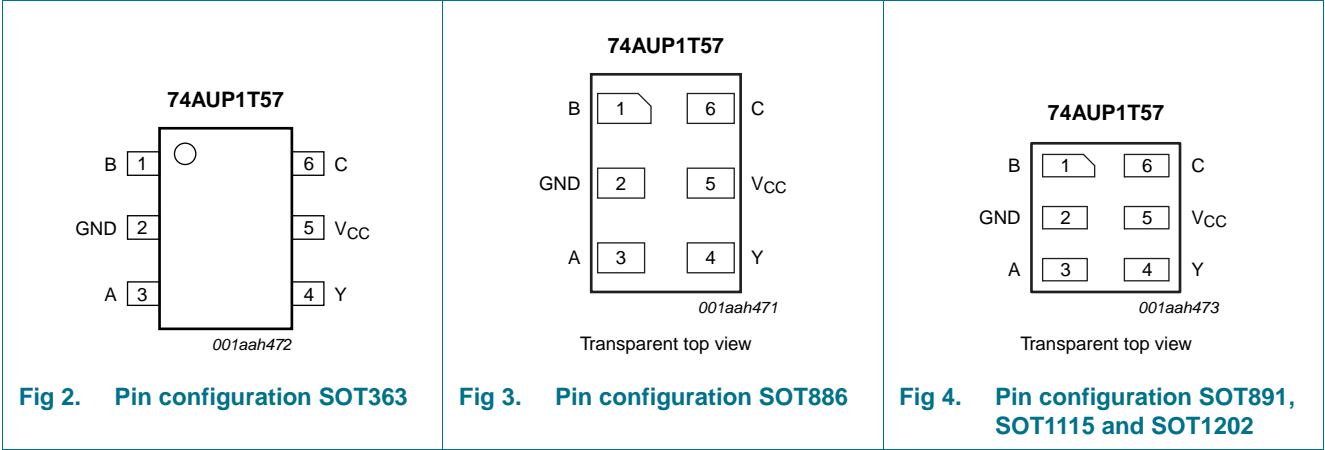 74AUP1T57
B 1 6 C
GND 2 5 VCC
A 3 4 Y
001aah472
Fig 2. Pin configuration SOT363
74AUP1T57
B 1 6 C
GND 2 5 VCC
A 3 4 Y
001aah471
Transparent top view
Fig 3. Pin configuration SOT886
74AUP1T57
B 1 6 C
GND 2 5 VCC
A 3 4 Y
001aah473
Transparent top view
Fig 4. Pin configuration SOT891,
SOT1115 and SOT1202